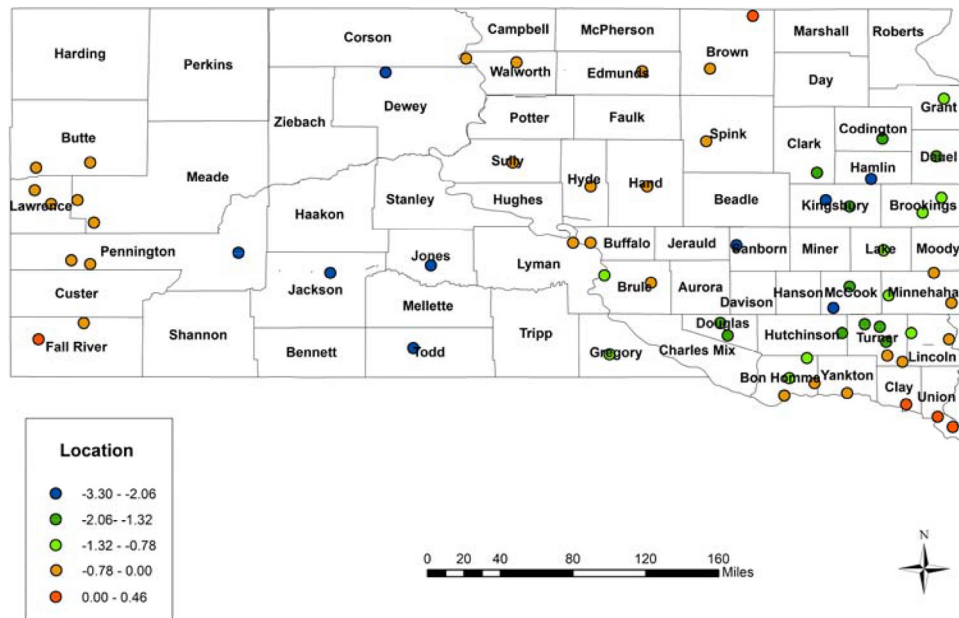 Harding
Perkins
Corson
Campbell
McPherson
Brown
Marshall
Roberts
Walworth
Edmunds
Day
Dewey
Ziebach
Grant
Butte
Potter
Faulk
Spink
Clark
Codington
Duel
Meade
Sully
Hyde
Hand
Hamlin
Lawrence
Haakon
Stanley
Hughes
Beadle
Kingsbury
Brookings
Pennington
Jones
Lyman
Buffalo
Jerauld
Sanborn
Miner
Lake
Moody
Custer
Jackson
Mellette
Brule
Aurora
Davison
Hanson
McCook
Minnehaha
Fall River
Shannon
Bennett
Todd
Tripp
Gregory
Douglas
Charles Mix
Hutchinson
Turner
Lincoln
Bon Homme
Yankton
Clay
Union
Location
-3.30 - -2.06
-2.06- -1.32
-1.32 - -0.78
-0.78 - 0.00
0.00 - 0.46
0 20 40 80 120 160
Miles
N